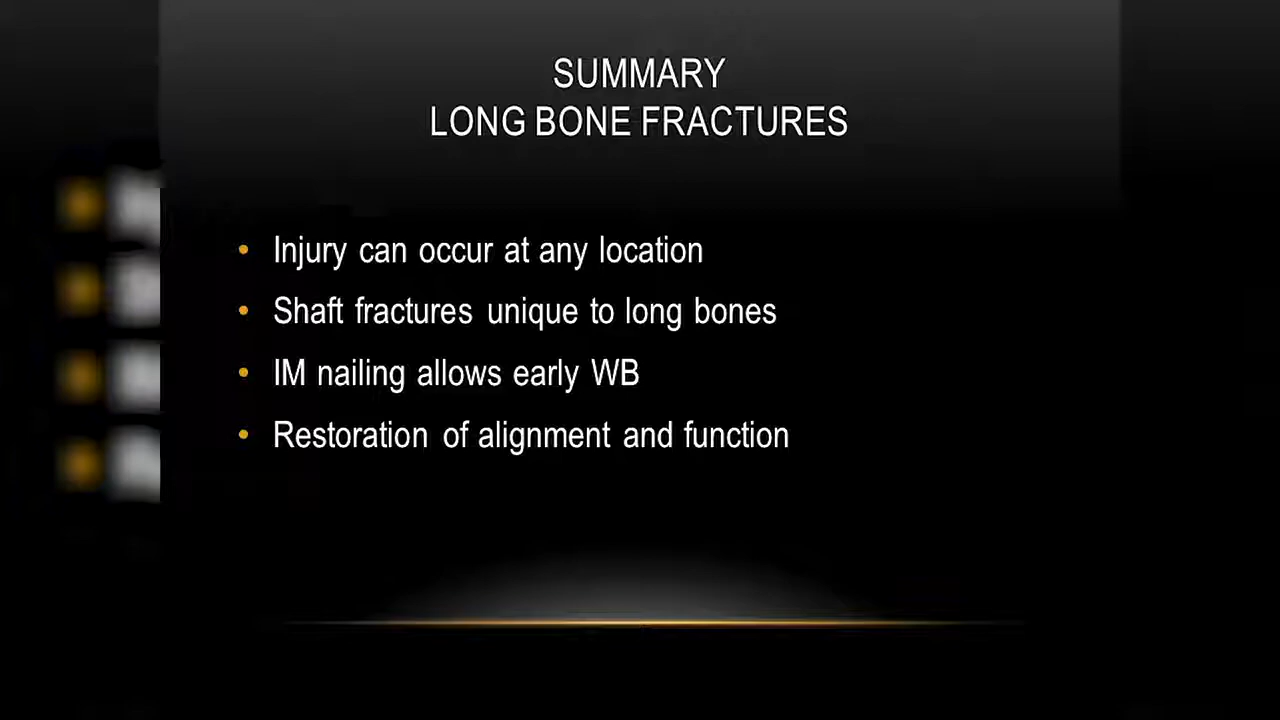 SUMMARY
LONG BONE FRACTURES
• Injury can occur at any location
• Shaft fractures unique to long bones
• IM nailing allows early WB
• Restoration of alignment and function